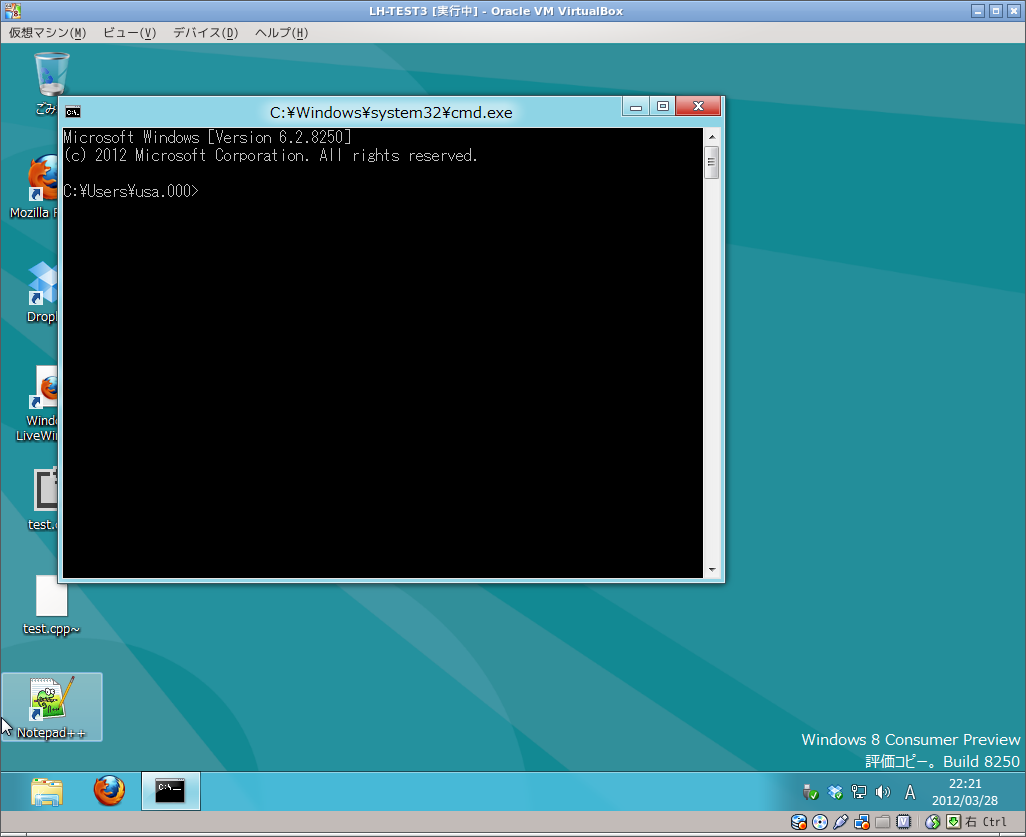 LH-TEST3 [実行中] - Oracle VM VirtualBox
仮想マシン(M) ビュー(V) デバイス(D) ヘルプ(H)
ごみ
C:¥Windows¥system32¥cmd.exe
Microsoft Windows [Version 6.2.8250]
(c) 2012 Microsoft Corporation. All rights reserved.
C:¥Users¥usa.000>
Mozilla F
Drop
Windo
LiveWin
test.
test.cpp~
Notepad++
Windows 8 Consumer Preview
評価コピー。Build 8250
C:\_
A
22:21
2012/03/28
右 Ctrl